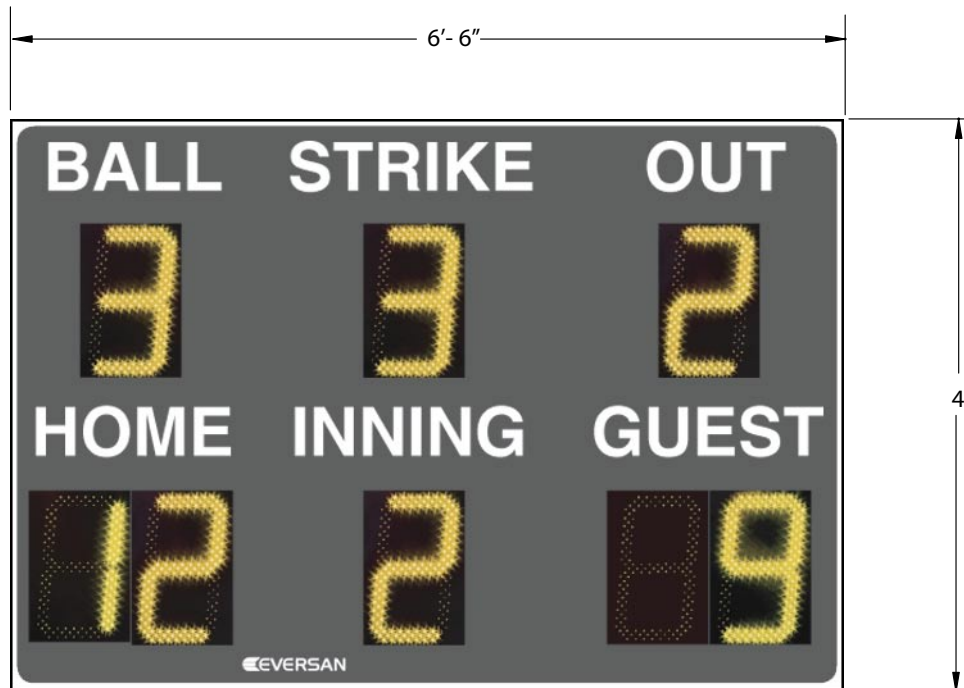 6'- 6"
BALL STRIKE OUT
3 3 2
4
HOME INNING GUEST
12 2 9
EVERSAN